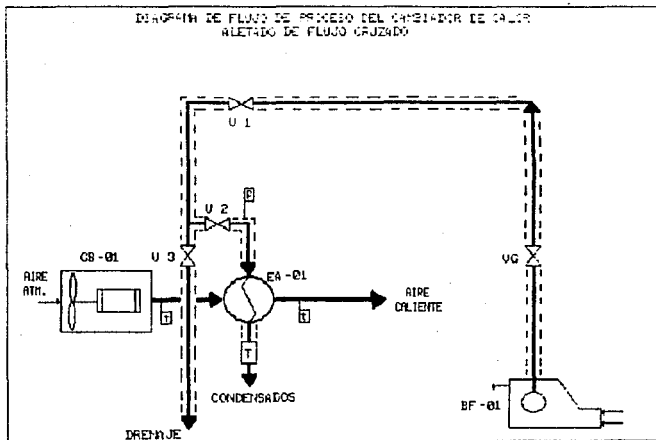 DIAGRAMA DE FLUJO DE PROCESO DEL CAMBIADOR DE CALOR
ALETADO DE FLUJO CRUZADO
V 1
V 2
P
CB-01
V 3
VG
AIRE
ATM.
EA-01
AIRE
CALIENTE
T
t
T
BF-01
CONDENSADOS
DRENAJE